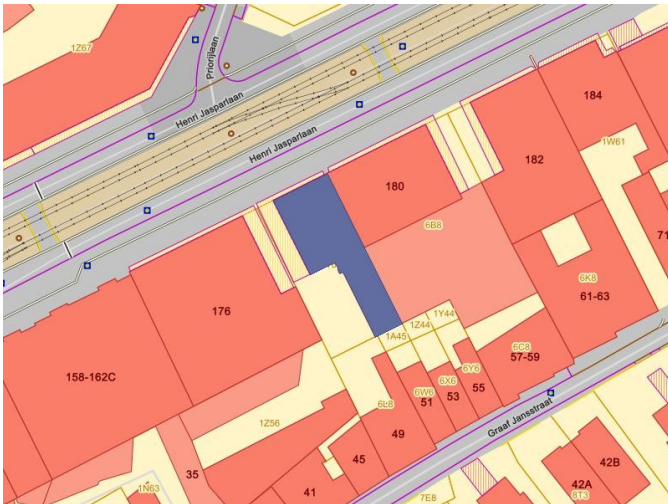 1Z67
Priorijlaan
Henri Jasparlaan
Henri Jasparlaan
184
1W61
180
182
6B8
71
6K8
176
61-63
1Y44
1Z44
1A45
6C8
57-59
158-162C
6Y6
55
6X6
53
6W6
51
6L8
Graaf Jansstraat
1Z56
49
45
42B
35
41
42A
8T3
1N63
7E8